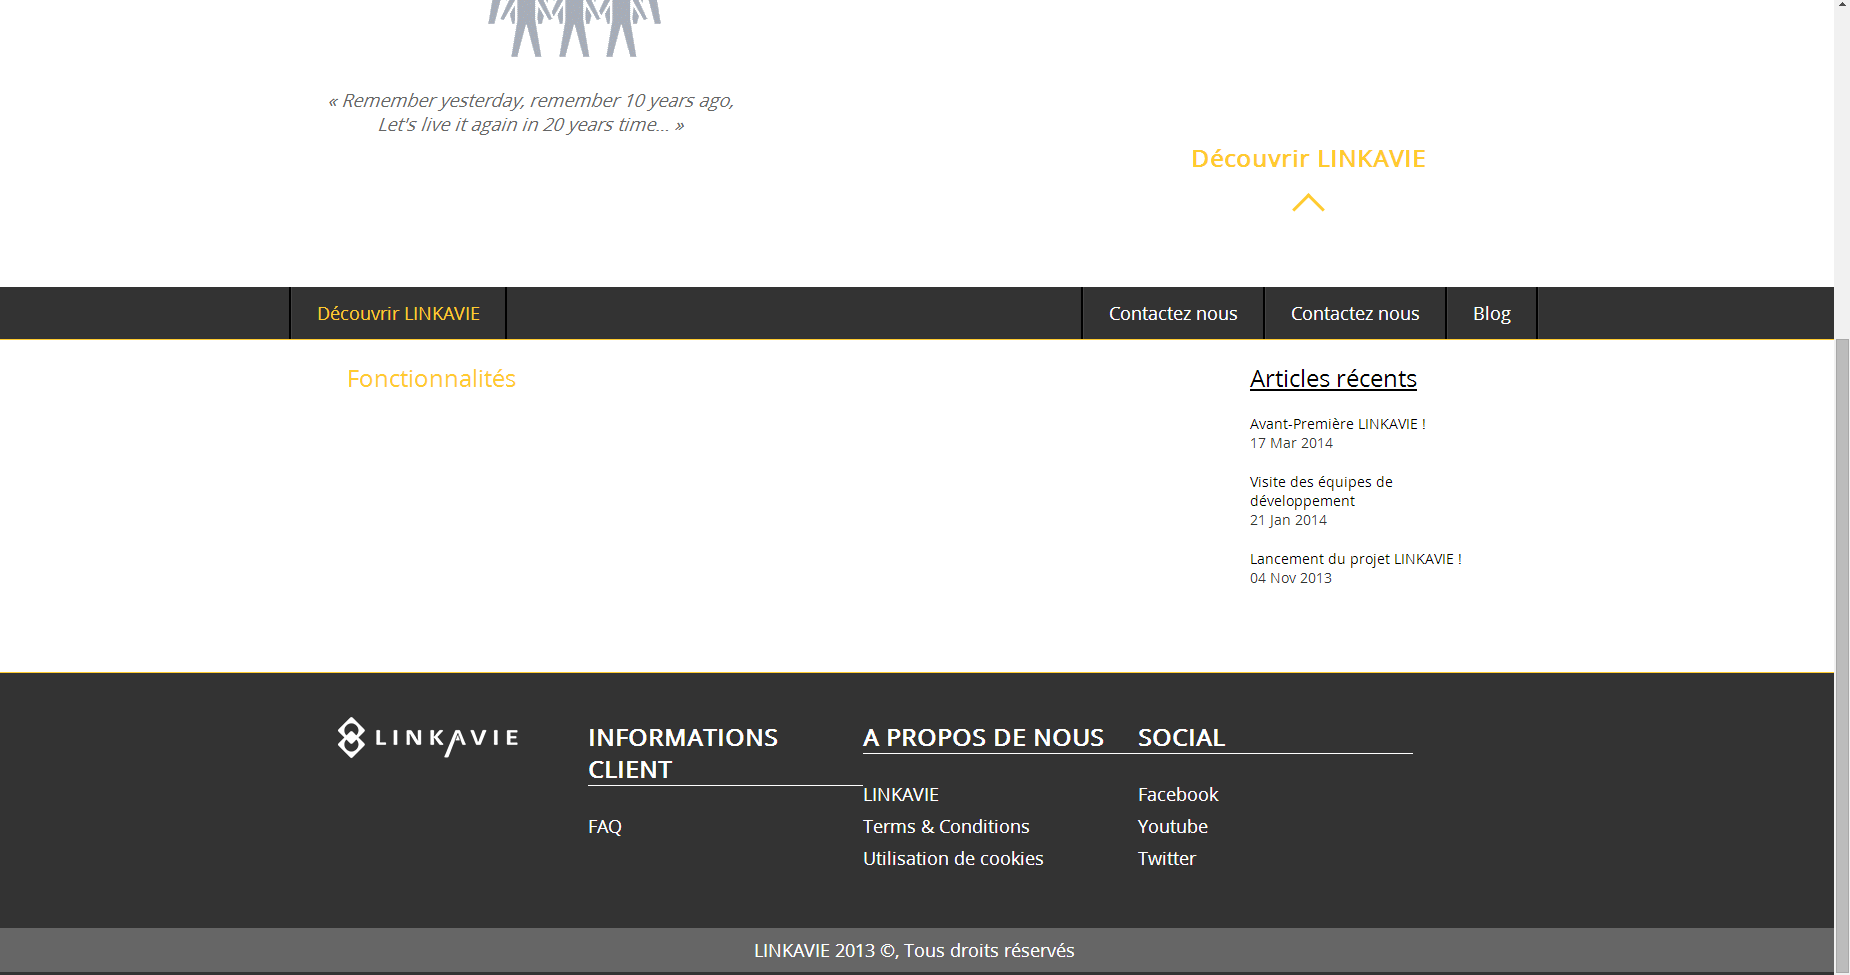 « Remember yesterday, remember 10 years ago,
Let's live it again in 20 years time... »
Découvrir LINKAVIE
Découvrir LINKAVIE
Contactez nous
Contactez nous
Blog
Fonctionnalités
Articles récents
Avant-Première LINKAVIE !
17 Mar 2014
Visite des équipes de
développement
21 Jan 2014
Lancement du projet LINKAVIE !
04 Nov 2013
LINKAVIE
INFORMATIONS
CLIENT
FAQ
A PROPOS DE NOUS
LINKAVIE
Terms & Conditions
Utilisation de cookies
SOCIAL
Facebook
Youtube
Twitter
LINKAVIE 2013 ©, Tous droits réservés